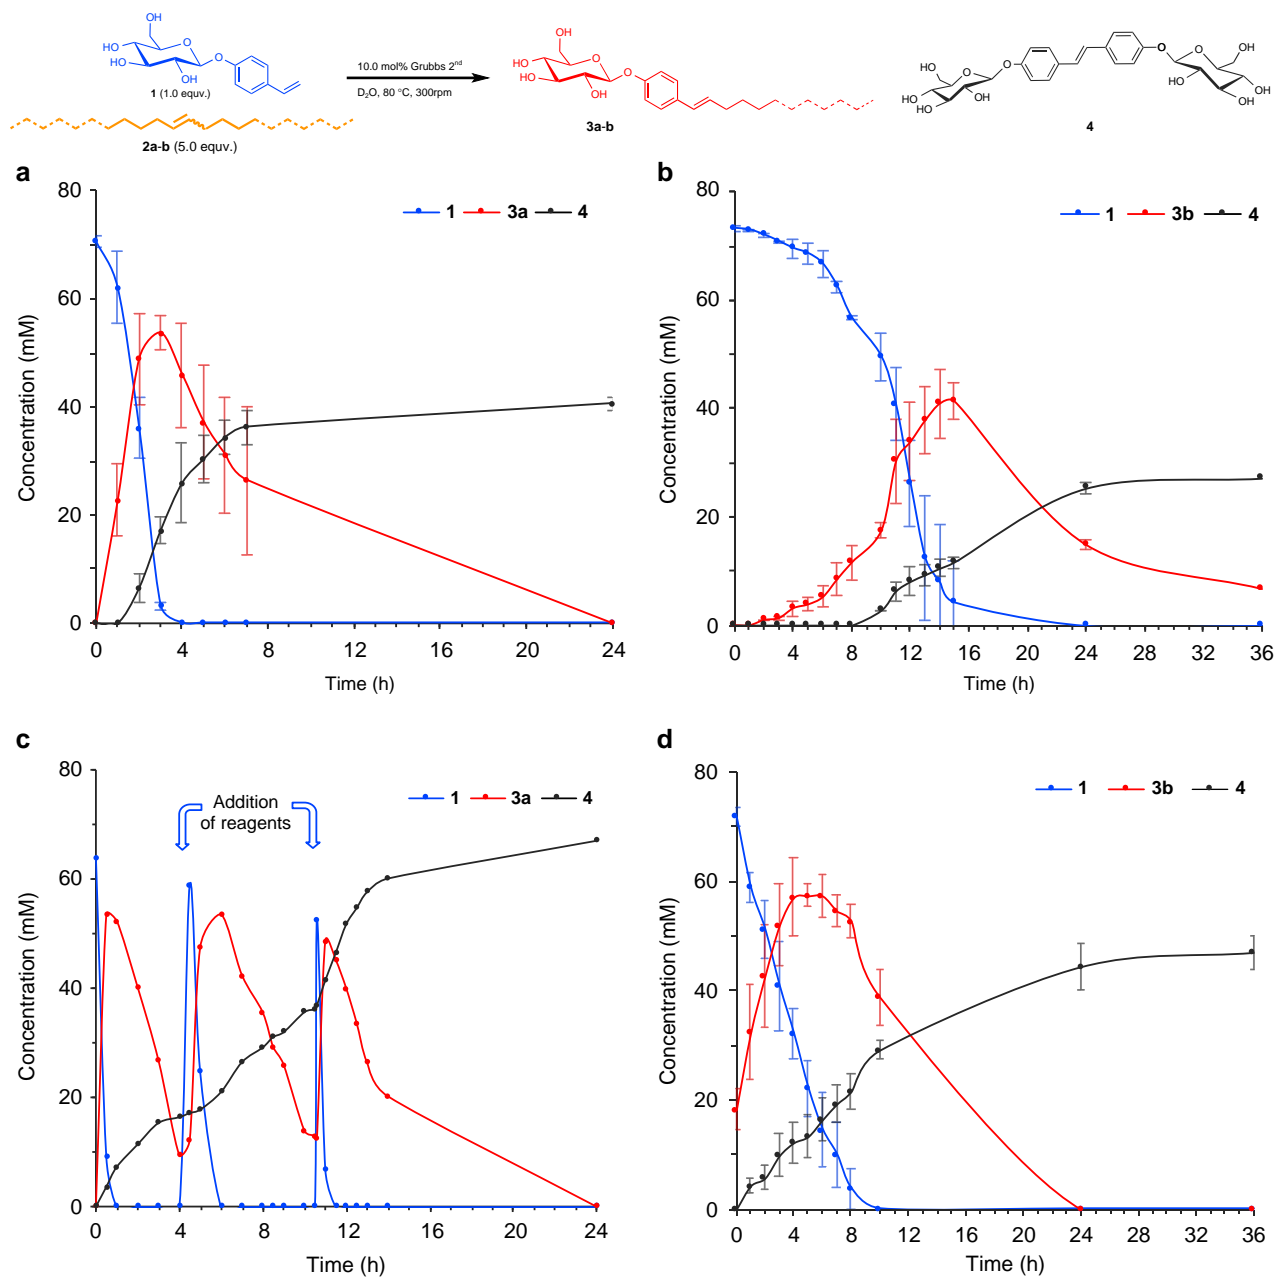 OH
HO
HO
OH
O
O
1 (1.0 equv.)
2a-b (5.0 equv.)
10.0 mol% Grubbs 2nd
D2O, 80 °C, 300rpm
OH
OH
HO
OH
O
O
3a-b
OH
HO
HO
OH
O
O
O
O
OH
OH
OH
HO
4
a
80
60
40
20
0
Concentration (mM)
1 3a 4
0 4 8 12 16 20 24
Time (h)
b
80
60
40
20
0
Concentration (mM)
1 3b 4
0 4 8 12 16 20 24 28 32 36
Time (h)
c
80
60
40
20
0
Concentration (mM)
1 3a 4
Addition
of reagents
0 4 8 12 16 20 24
Time (h)
d
80
60
40
20
0
Concentration (mM)
1 3b 4
0 4 8 12 16 20 24 28 32 36
Time (h)